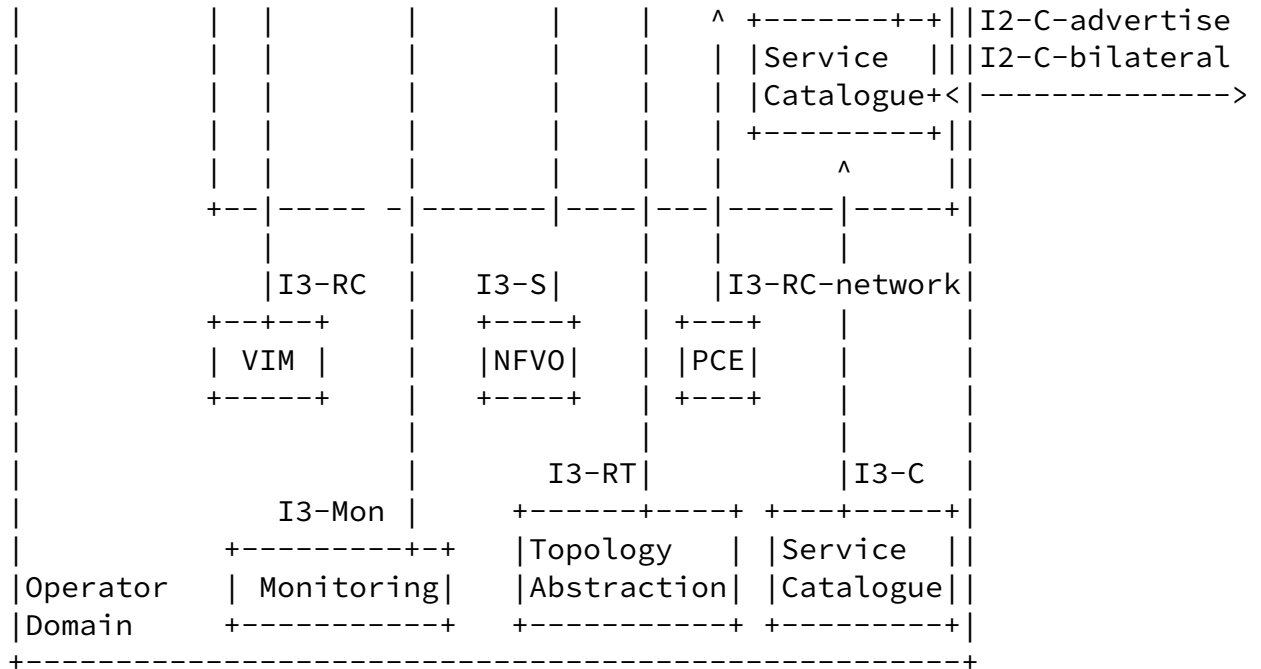 |          |  |       |       |    |   ^ +-------+-+||I2-C-advertise
|          |  |       |       |    |   | |Service  |||I2-C-bilateral
|          |  |       |       |    |   | |Catalogue+<|-------------->
|          |  |       |       |    |   | +---------+||
|          |  |       |       |    |   |      ^     ||
|          +--|----- -|-------|----|---|------|-----+|
|             |       |       |    |   |      |      |
|             |I3-RC  |   I3-S|    |   |I3-RC-network|
|          +--+--+    |   +----+   | +---+    |      |
|          | VIM |    |   |NFVO|   | |PCE|    |      |
|          +-----+    |   +----+   | +---+    |      |
|                     |            |          |      |
|                     |      I3-RT|          |I3-C  |
|              I3-Mon |     +------+----+ +---+-----+|
|           +---------+-+   |Topology   | |Service  ||
|Operator   | Monitoring|   |Abstraction| |Catalogue||
|Domain     +-----------+   +-----------+ +---------+|
+----------------------------------------------------+